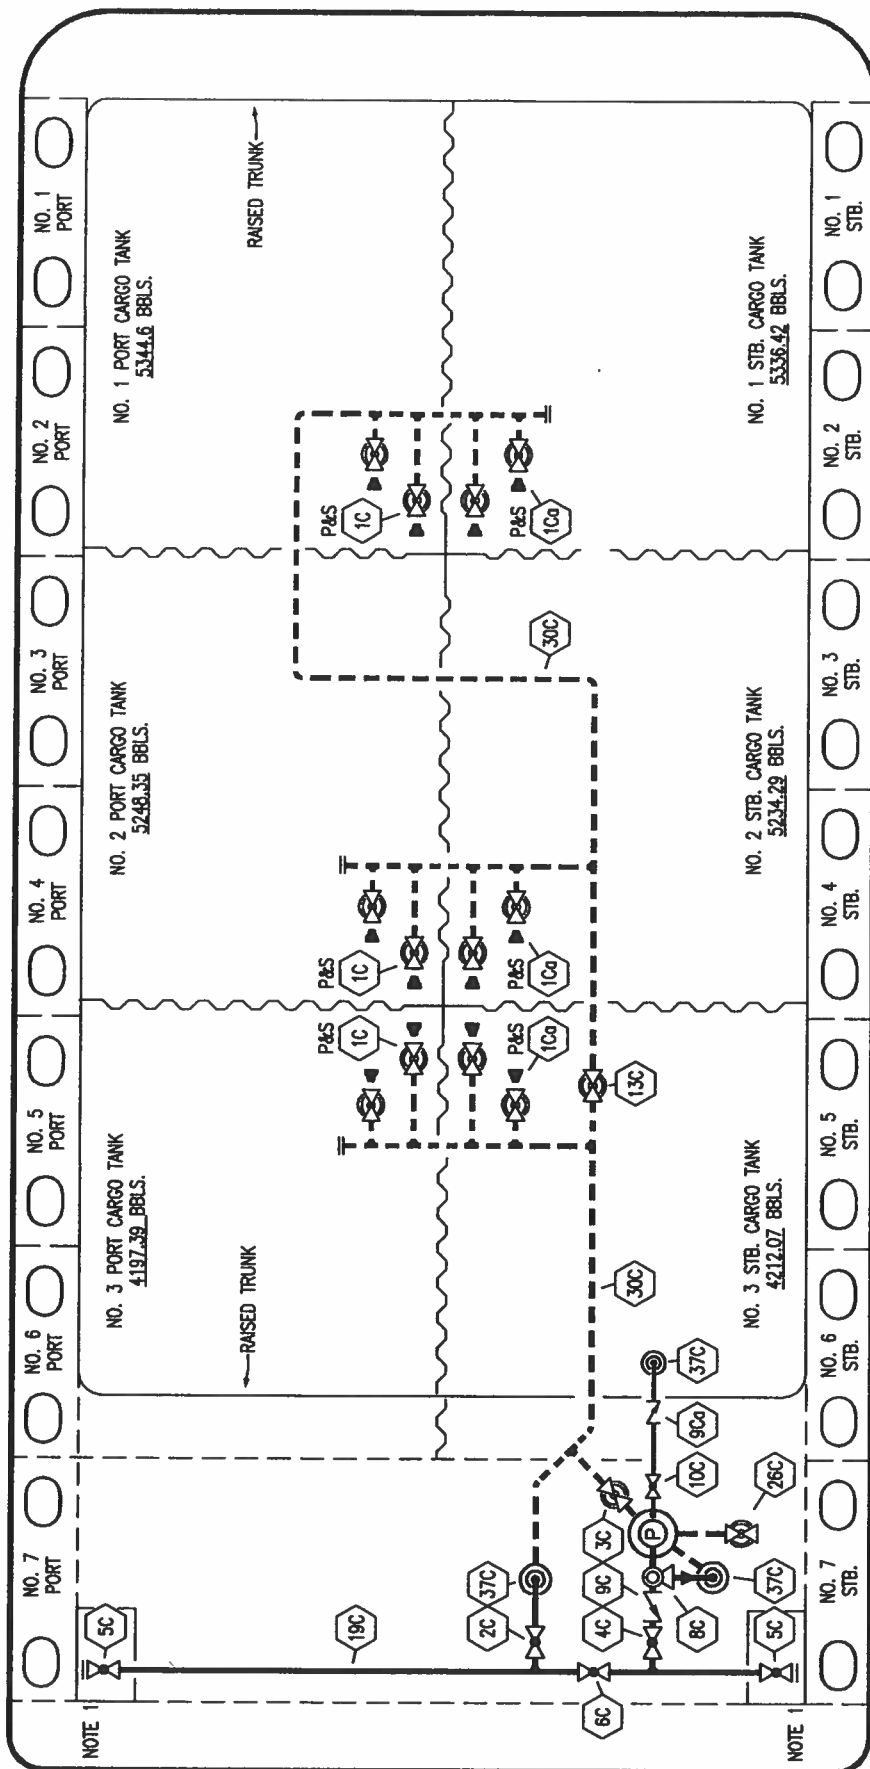 NO. 7
PORT
NO. 6
PORT
NO. 5
PORT
NO. 4
PORT
NO. 3
PORT
NO. 2
PORT
NO. 1
PORT
NOTE 1
5C
NO. 3 PORT CARGO TANK
4197.39 BBLS.
NO. 2 PORT CARGO TANK
5248.35 BBLS.
NO. 1 PORT CARGO TANK
5344.6 BBLS.
RAISED TRUNK
RAISED TRUNK
19C
P&S
1C
P&S
1C
P&S
1C
2C
37C
P&S
1Ca
P&S
1Ca
P&S
1Ca
30C
6C
4C
9C
3C
30C
13C
8C
37C
26C
10C
9Ca
37C
5C
NOTE 1
NO. 3 STB. CARGO TANK
4212.07 BBLS.
NO. 2 STB. CARGO TANK
5234.29 BBLS.
NO. 1 STB. CARGO TANK
5336.42 BBLS.
P
NO. 7
STB.
NO. 6
STB.
NO. 5
STB.
NO. 4
STB.
NO. 3
STB.
NO. 2
STB.
NO. 1
STB.